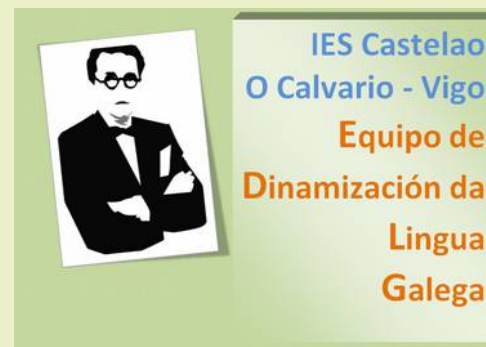 IES Castelao
O Calvario - Vigo
Equipo de
Dinamización da
Lingua
Galega